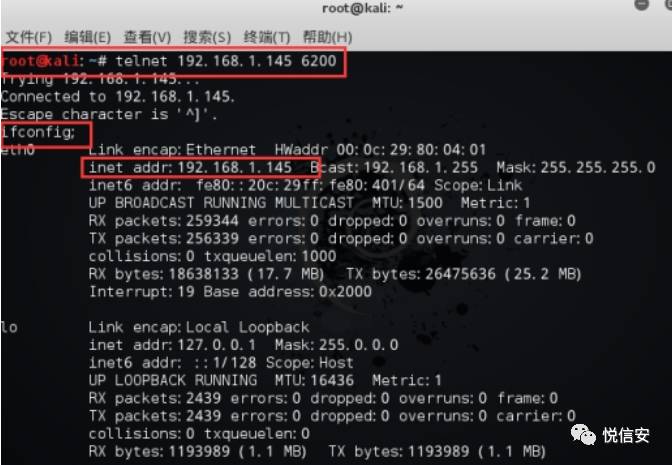 root@kali: ~
文件(F) 编辑(E) 查看(V) 搜索(S) 终端(T) 帮助(H)
root@kali:~# telnet 192.168.1.145 6200
Trying 192.168.1.145...
Connected to 192.168.1.145.
Escape character is '^]'.
ifconfig;
eth0 Link encap:Ethernet HWaddr 00:0c:29:80:04:01
inet addr:192.168.1.145 Bcast:192.168.1.255 Mask:255.255.255.0
inet6 addr: fe80::20c:29ff:fe80:401/64 Scope:Link
UP BROADCAST RUNNING MULTICAST MTU:1500 Metric:1
RX packets:259344 errors:0 dropped:0 overruns:0 frame:0
TX packets:256339 errors:0 dropped:0 overruns:0 carrier:0
collisions:0 txqueuelen:1000
RX bytes:18638133 (17.7 MB) TX bytes:26475636 (25.2 MB)
Interrupt:19 Base address:0x2000
lo Link encap:Local Loopback
inet addr:127.0.0.1 Mask:255.0.0.0
inet6 addr: ::1/128 Scope:Host
UP LOOPBACK RUNNING MTU:16436 Metric:1
RX packets:2439 errors:0 dropped:0 overruns:0 frame:0
TX packets:2439 errors:0 dropped:0 overruns:0 carrier:0
collisions:0 txqueuelen:0
RX bytes:1193989 (1.1 MB) TX bytes:1193989 (1.1 MB)
悦信安